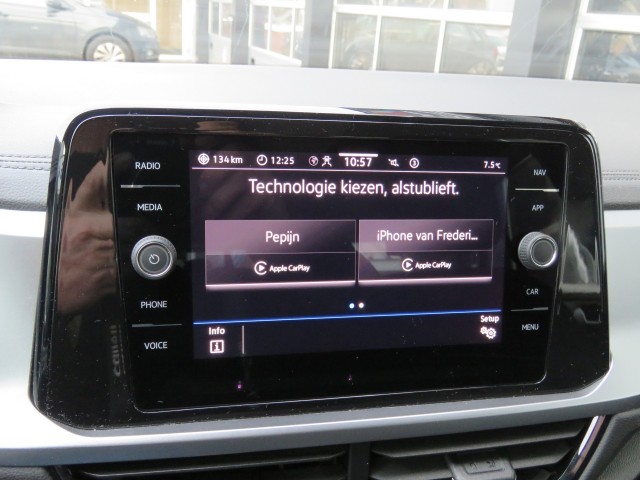 RADIO
MEDIA
PHONE
VOICE
134 km 12:25 10:57 7.5°C
Technologie kiezen, alstublieft.
Pepijn
Apple CarPlay
iPhone van Frederi...
Apple CarPlay
Info
Setup
NAV
APP
CAR
MENU